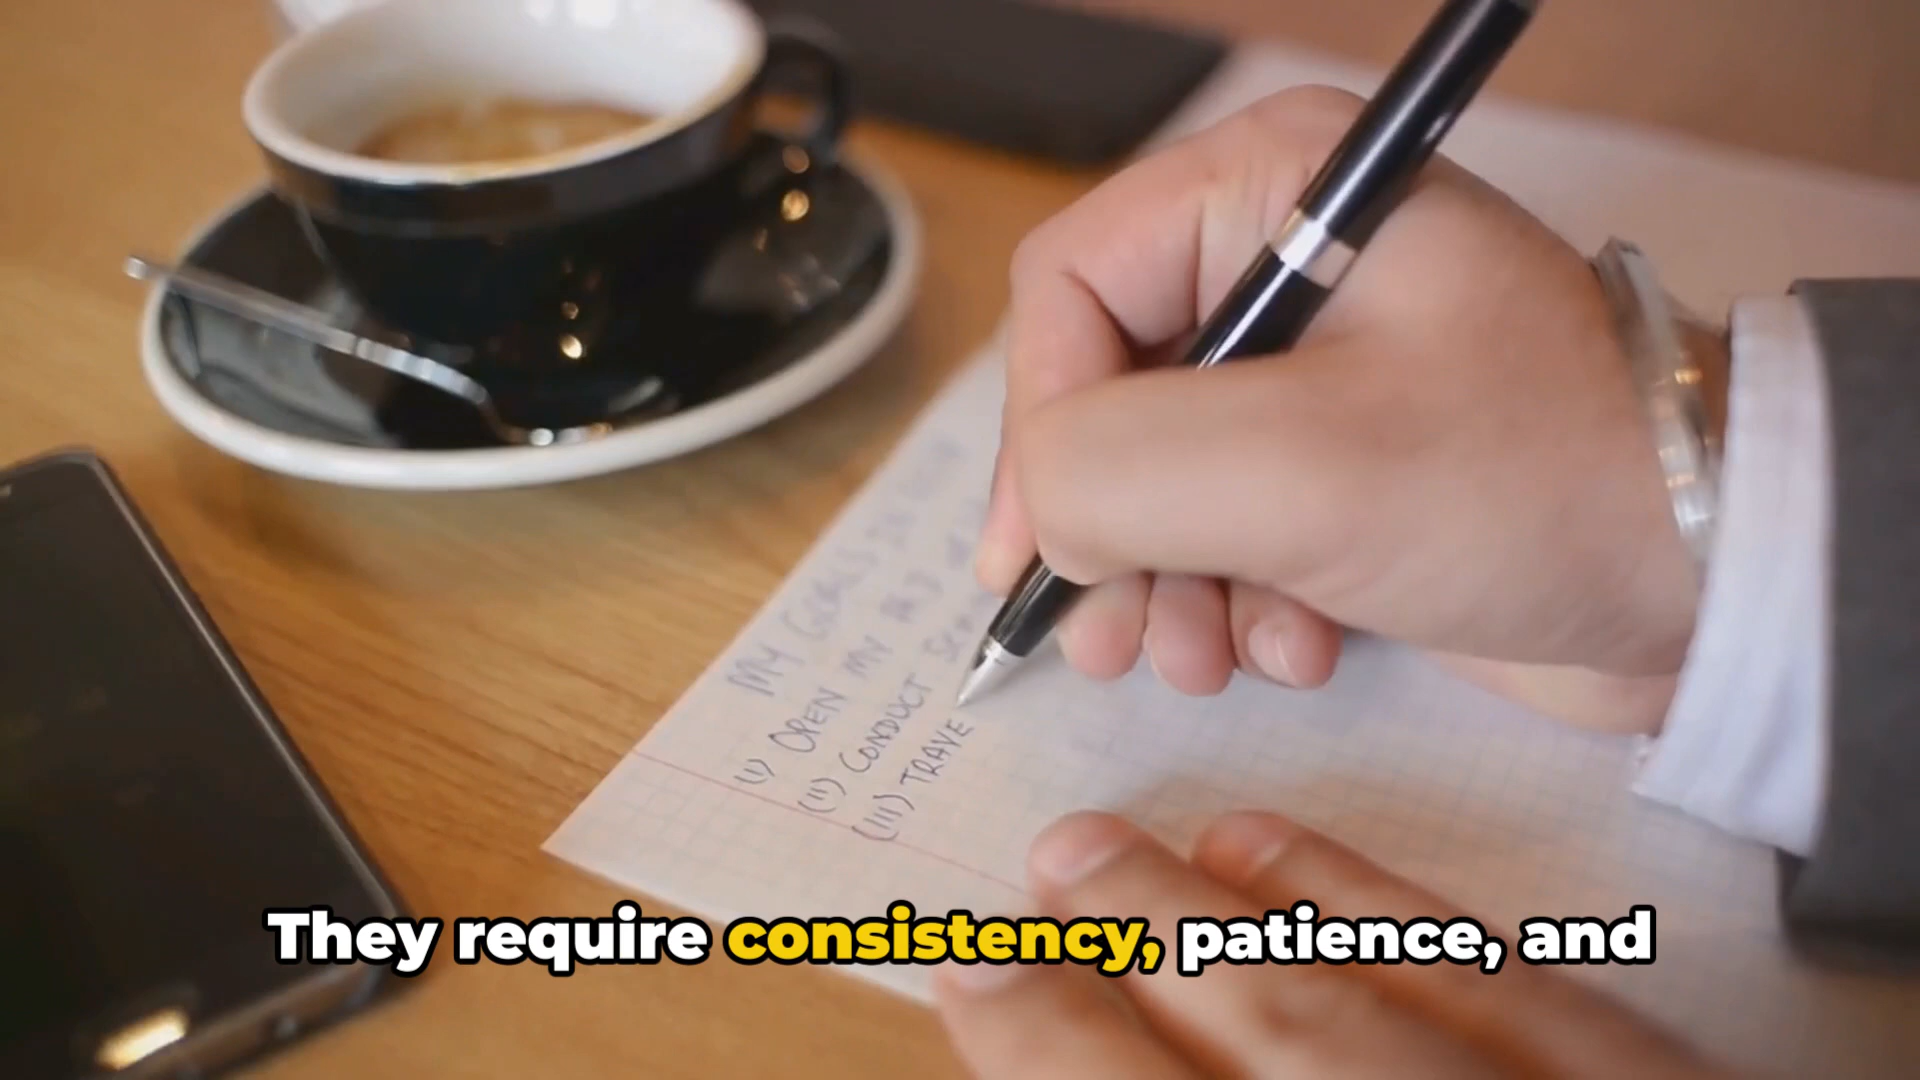 MY GOALS
(I) OPEN MY
(II) CONDUCT
(III) TRAVE
They require consistency, patience, and